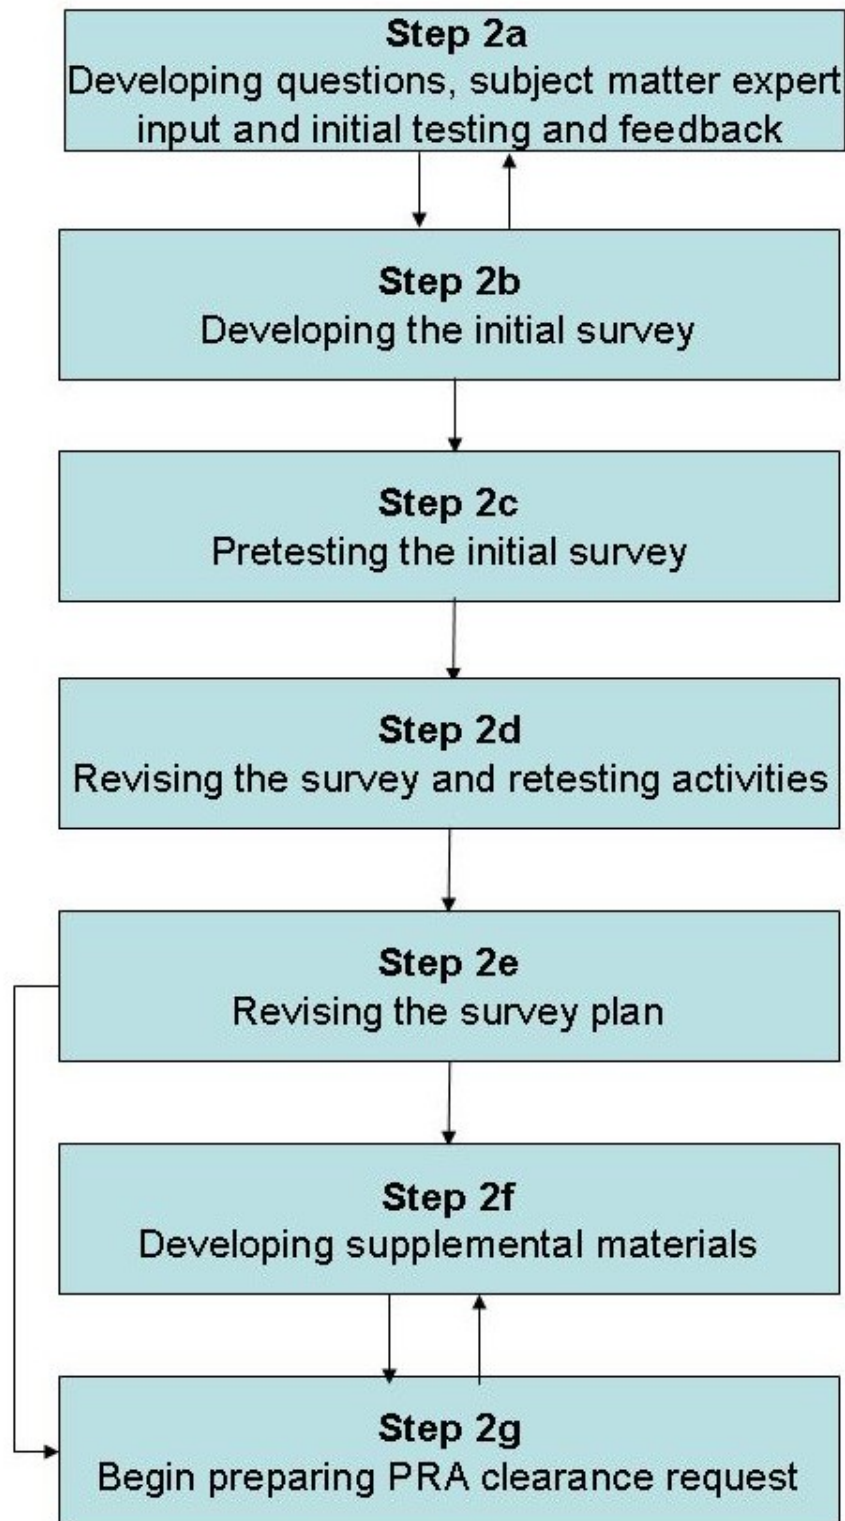 Step 2a
Developing questions, subject matter expert
input and initial testing and feedback
Step 2b
Developing the initial survey
Step 2c
Pretesting the initial survey
Step 2d
Revising the survey and retesting activities
Step 2e
Revising the survey plan
Step 2f
Developing supplemental materials
Step 2g
Begin preparing PRA clearance request